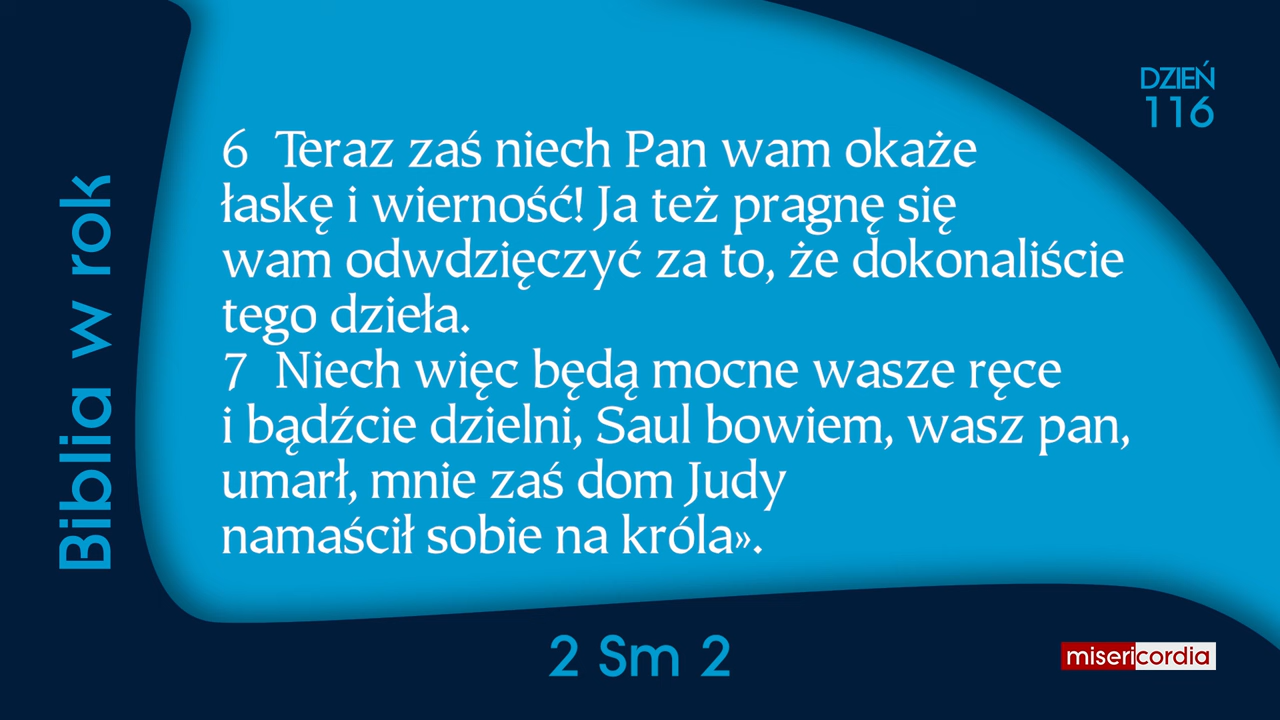 DZIEŃ
116
6 Teraz zaś niech Pan wam okaże
łaskę i wierność! Ja też pragnę się
wam odwdzięczyć za to, że dokonaliście
tego dzieła.
7 Niech więc będą mocne wasze ręce
i bądźcie dzielni, Saul bowiem, wasz pan,
umarł, mnie zaś dom Judy
namaścił sobie na króla».
Biblia w rok
2 Sm 2
misericordia